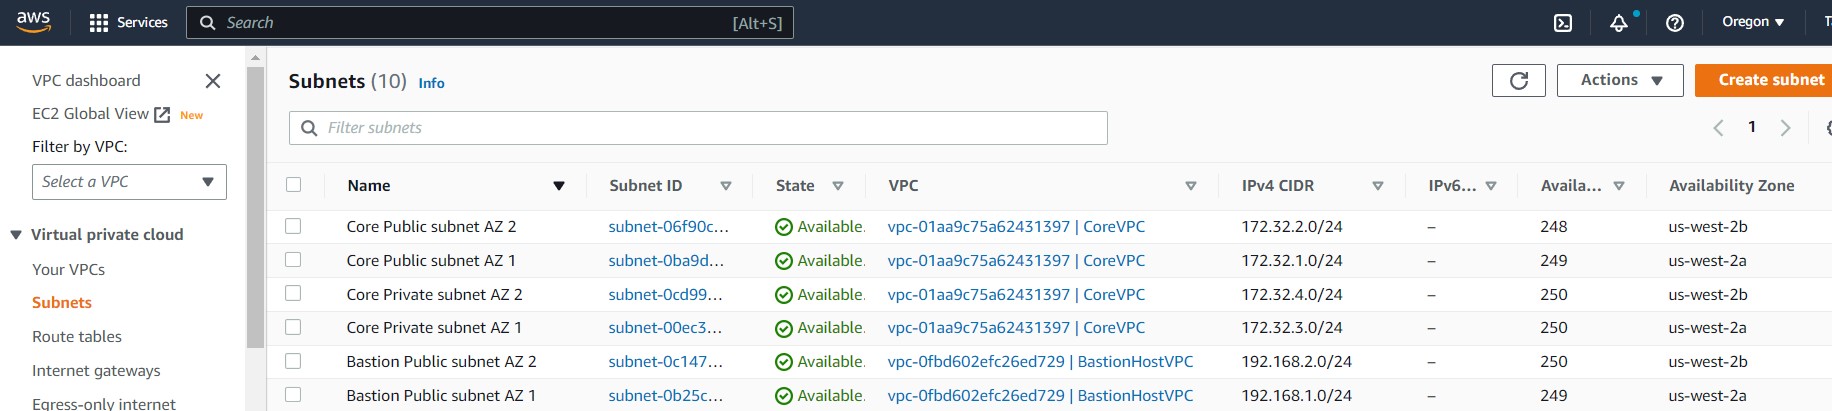 aws Services Search [Alt+S] Oregon
VPC dashboard
EC2 Global View New
Filter by VPC:
Select a VPC
Virtual private cloud
Your VPCs
Subnets
Route tables
Internet gateways
Egress-only internet
Subnets (10) Info Actions Create subnet
Filter subnets 1
Name Subnet ID State VPC IPv4 CIDR IPv6... Availa... Availability Zone
Core Public subnet AZ 2 subnet-06f90c... Available vpc-01aa9c75a62431397 | CoreVPC 172.32.2.0/24 – 248 us-west-2b
Core Public subnet AZ 1 subnet-0ba9d... Available vpc-01aa9c75a62431397 | CoreVPC 172.32.1.0/24 – 249 us-west-2a
Core Private subnet AZ 2 subnet-0cd99... Available vpc-01aa9c75a62431397 | CoreVPC 172.32.4.0/24 – 250 us-west-2b
Core Private subnet AZ 1 subnet-00ec3... Available vpc-01aa9c75a62431397 | CoreVPC 172.32.3.0/24 – 250 us-west-2a
Bastion Public subnet AZ 2 subnet-0c147... Available vpc-0fbd602efc26ed729 | BastionHostVPC 192.168.2.0/24 – 250 us-west-2b
Bastion Public subnet AZ 1 subnet-0b25c... Available vpc-0fbd602efc26ed729 | BastionHostVPC 192.168.1.0/24 – 249 us-west-2a